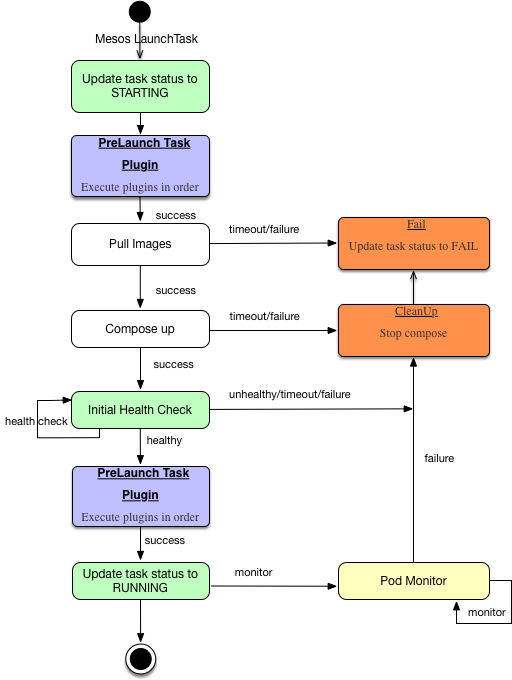 Mesos LaunchTask
Update task status to
STARTING
PreLaunch Task
Plugin
Execute plugins in order
success
Pull Images
timeout/failure
Fail
Update task status to FAIL
success
Compose up
timeout/failure
CleanUp
Stop compose
success
Initial Health Check
unhealthy/timeout/failure
health check
healthy
failure
PreLaunch Task
Plugin
Execute plugins in order
success
Update task status to
RUNNING
monitor
Pod Monitor
monitor